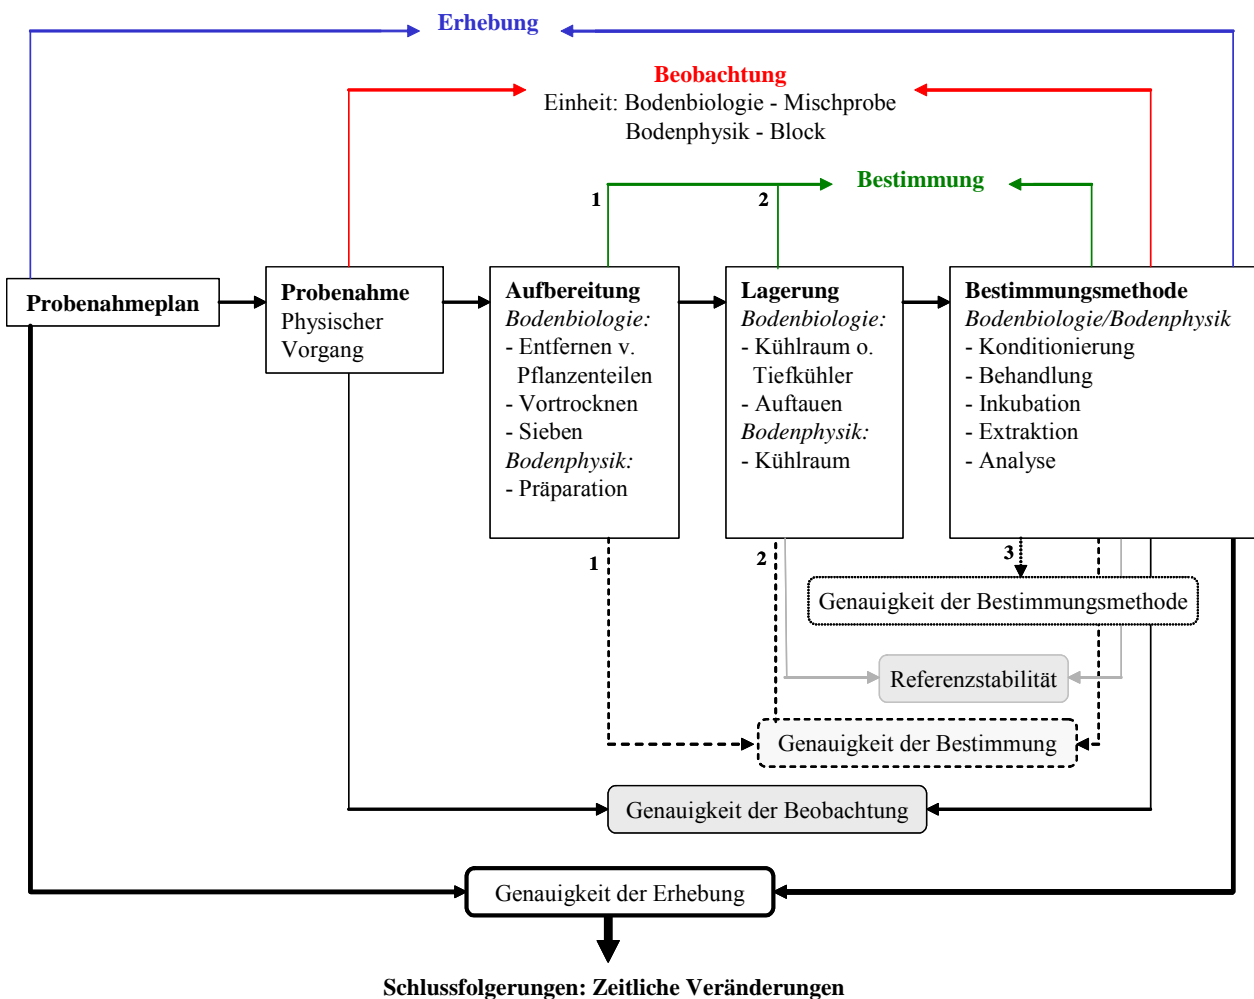 Erhebung
Beobachtung
Einheit: Bodenbiologie - Mischprobe
Bodenphysik - Block
Bestimmung
1
2
Probenahmeplan
Probenahme
Physischer
Vorgang
Aufbereitung
Bodenbiologie:
- Entfernen v.
Pflanzenteilen
- Vortrocknen
- Sieben
Bodenphysik:
- Präparation
Lagerung
Bodenbiologie:
- Kühlraum o.
Tiefkühler
- Auftauen
Bodenphysik:
- Kühlraum
Bestimmungsmethode
Bodenbiologie/Bodenphysik
- Konditionierung
- Behandlung
- Inkubation
- Extraktion
- Analyse
1
2
3
Genauigkeit der Bestimmungsmethode
Referenzstabilität
Genauigkeit der Bestimmung
Genauigkeit der Beobachtung
Genauigkeit der Erhebung
Schlussfolgerungen: Zeitliche Veränderungen